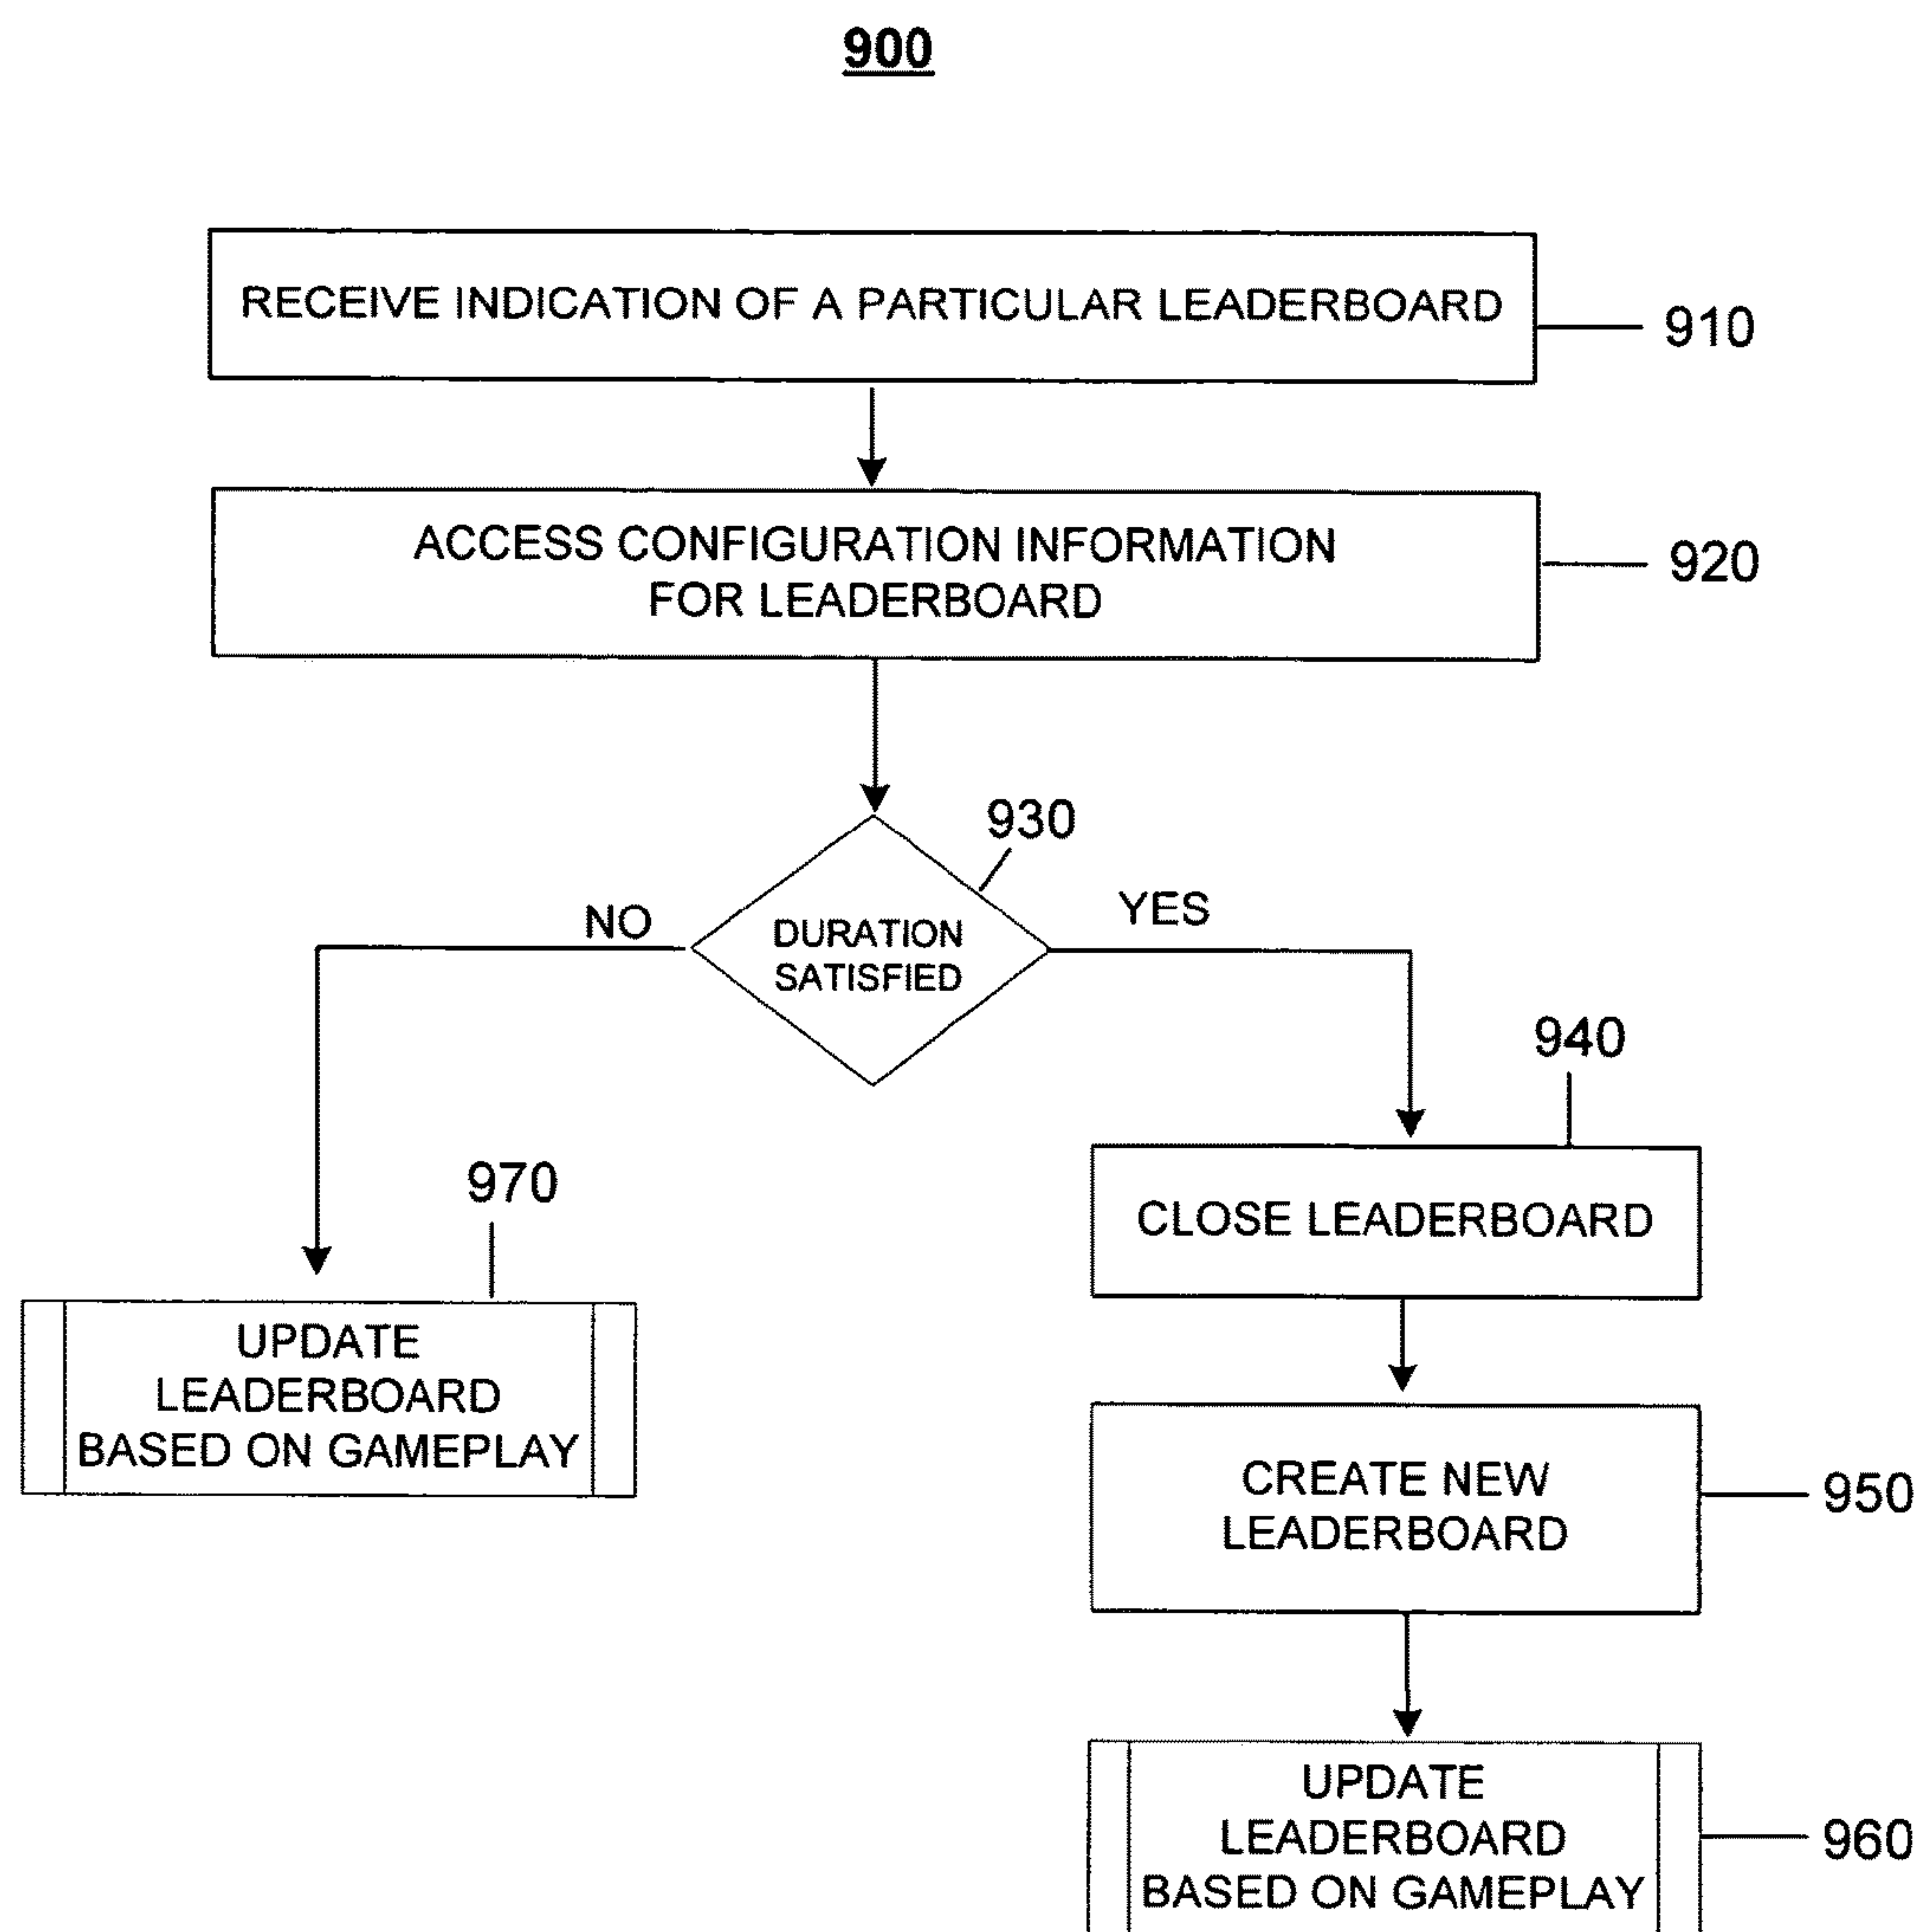 900
RECEIVE INDICATION OF A PARTICULAR LEADERBOARD
910
ACCESS CONFIGURATION INFORMATION
FOR LEADERBOARD
920
930
DURATION
SATISFIED
NO
YES
940
CLOSE LEADERBOARD
970
UPDATE
LEADERBOARD
BASED ON GAMEPLAY
CREATE NEW
LEADERBOARD
950
UPDATE
LEADERBOARD
BASED ON GAMEPLAY
960